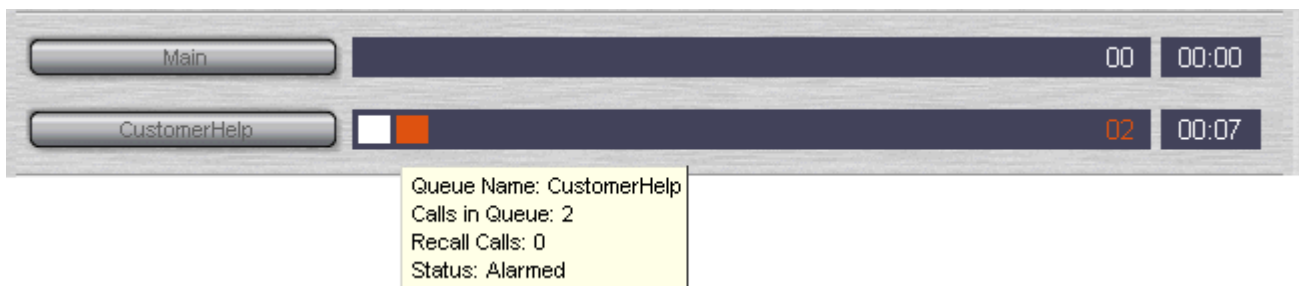 Main 00 00:00
CustomerHelp 02 00:07
Queue Name: CustomerHelp
Calls in Queue: 2
Recall Calls: 0
Status: Alarmed